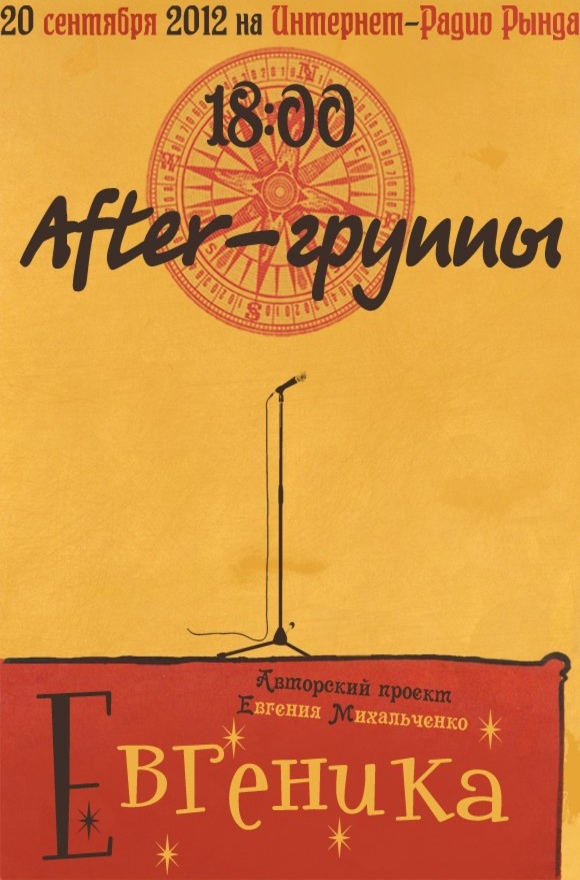 20 сентября 2012 на Интернет-Радио Рында
N
18:00
After-группы
S
Авторский проект
Евгения Михальченко
Евгеника